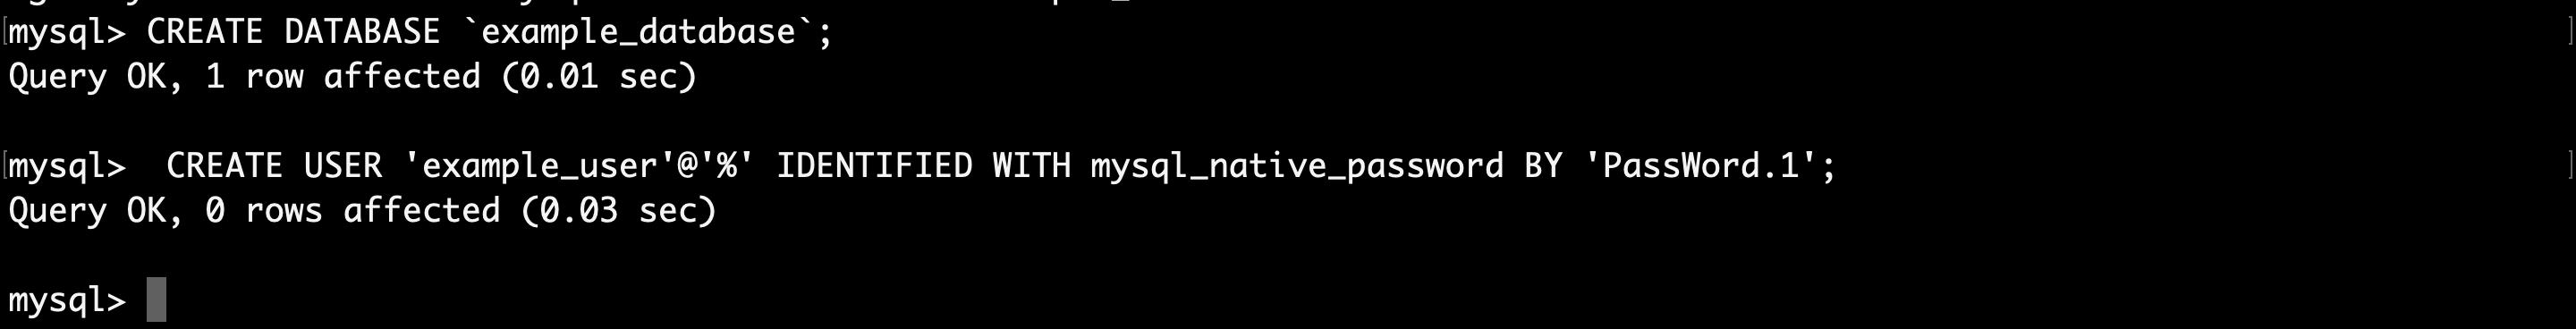 mysql> CREATE DATABASE `example_database`;
Query OK, 1 row affected (0.01 sec)
mysql>  CREATE USER 'example_user'@'%' IDENTIFIED WITH mysql_native_password BY 'PassWord.1';
Query OK, 0 rows affected (0.03 sec)
mysql>